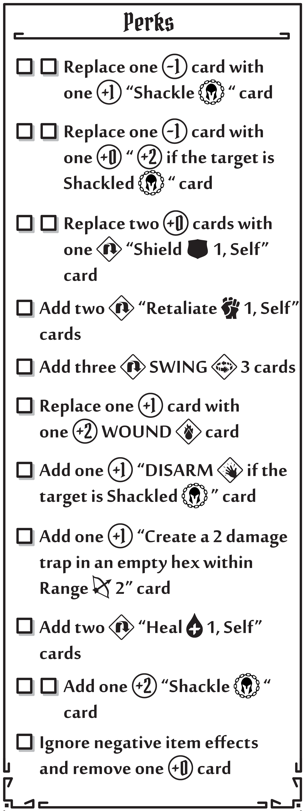 Perks
Replace one -1 card with
one +1 “Shackle “ card
Replace one -1 card with
one +0 “ +2 if the target is
Shackled “ card
Replace two +0 cards with
one “Shield 1, Self”
card
Add two “Retaliate 1, Self”
cards
Add three SWING 3 cards
Replace one +1 card with
one +2 WOUND card
Add one +1 “DISARM if the
target is Shackled ” card
Add one +1 “Create a 2 damage
trap in an empty hex within
Range 2” card
Add two “Heal 1, Self”
cards
Add one +2 “Shackle “
card
Ignore negative item effects
and remove one +0 card